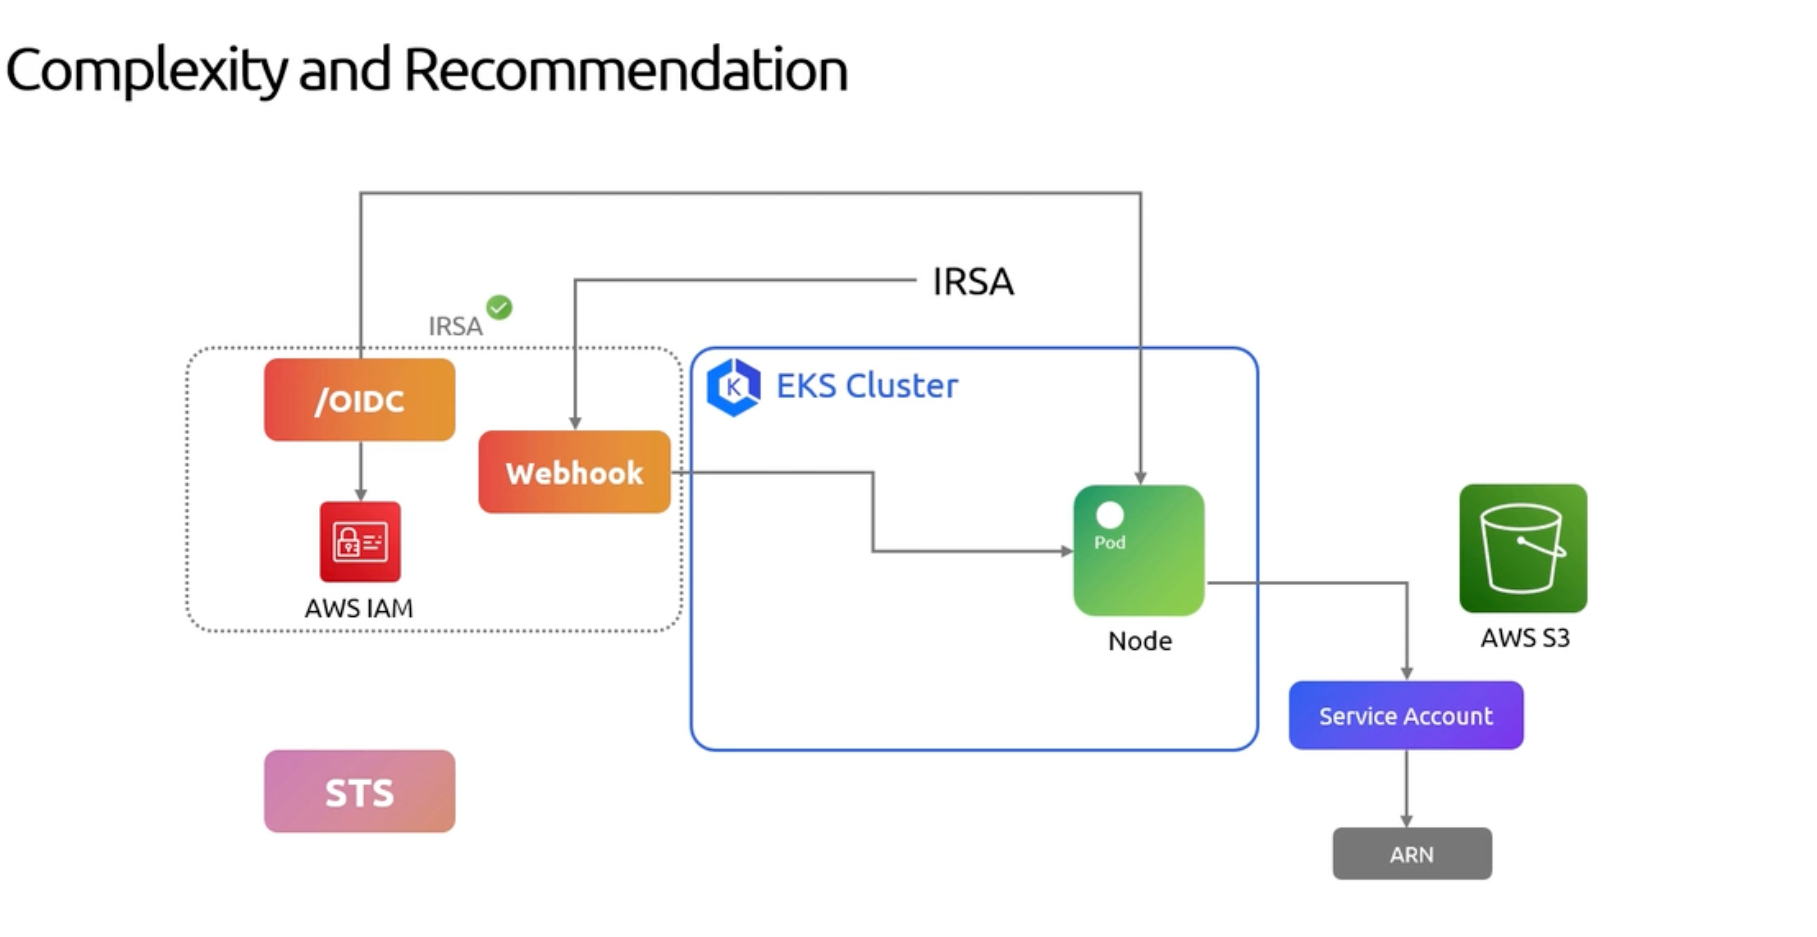 Complexity and Recommendation
IRSA
IRSA
/OIDC
EKS Cluster
K
Webhook
Pod
AWS IAM
Node
AWS S3
Service Account
STS
ARN